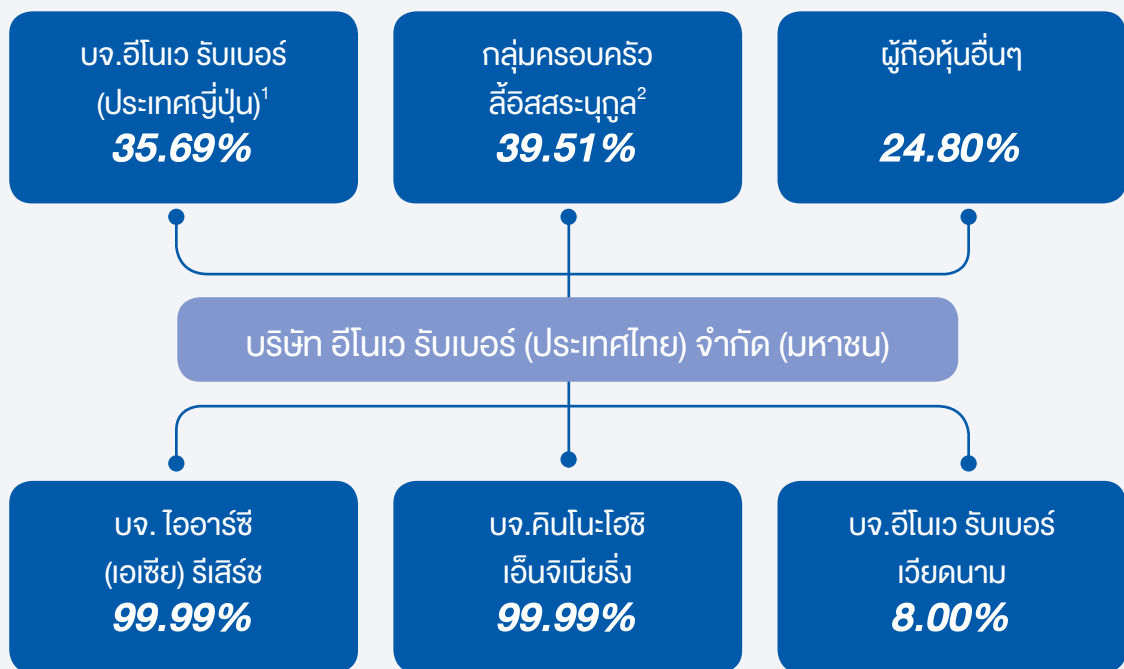 บจ.อีโนเว รับเบอร์
(ประเทศญี่ปุ่น)¹
35.69%
กลุ่มครอบครัว
ลี้อิสสระนุกูล²
39.51%
ผู้ถือหุ้นอื่นๆ
24.80%
บริษัท อีโนเว รับเบอร์ (ประเทศไทย) จำกัด (มหาชน)
บจ. ไออาร์ซี
(เอเซีย) รีเสิร์ช
99.99%
บจ.คินโนะโฮชิ
เอ็นจิเนียริ่ง
99.99%
บจ.อีโนเว รับเบอร์
เวียดนาม
8.00%